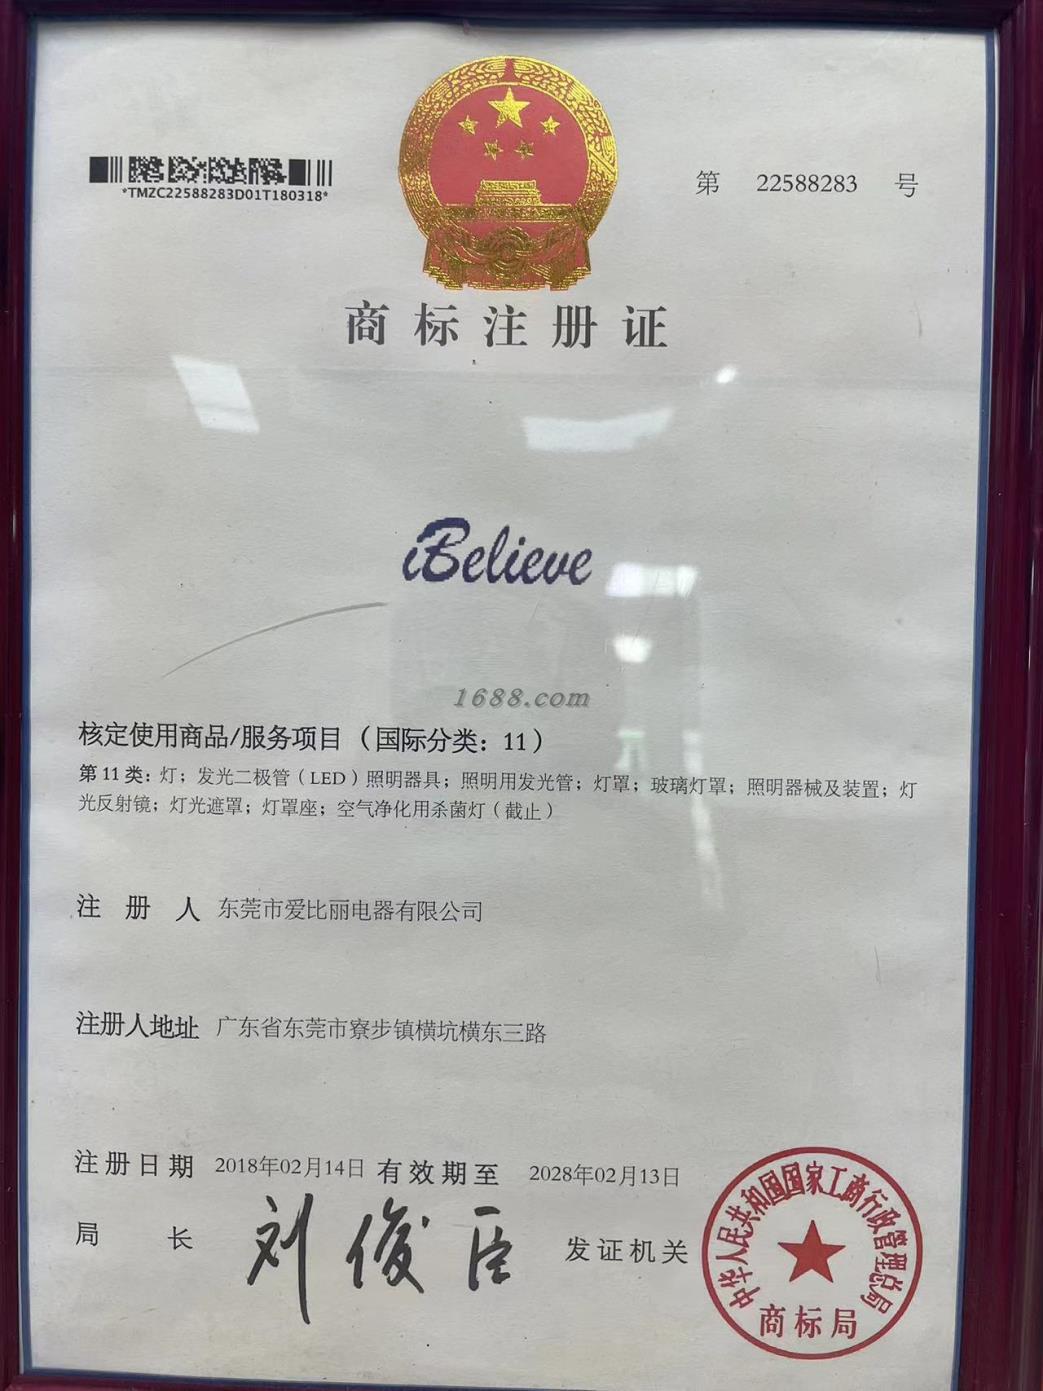 *TMZC22588283D01T180318*
第 22588283 号
商标注册证
iBelieve
1688.com
核定使用商品/服务项目（国际分类：11）
第 11 类：灯；发光二极管（LED）照明器具；照明用发光管；灯罩；玻璃灯罩；照明器械及装置；灯
光反射镜；灯光遮罩；灯罩座；空气净化用杀菌灯（截止）
注 册 人 东莞市爱比丽电器有限公司
注册人地址 广东省东莞市寮步镇横坑横东三路
注册日期 2018年02月14日 有效期至 2028年02月13日
局 长 刘俊臣 发证机关
中华人民共和国国家工商行政管理总局
商标局